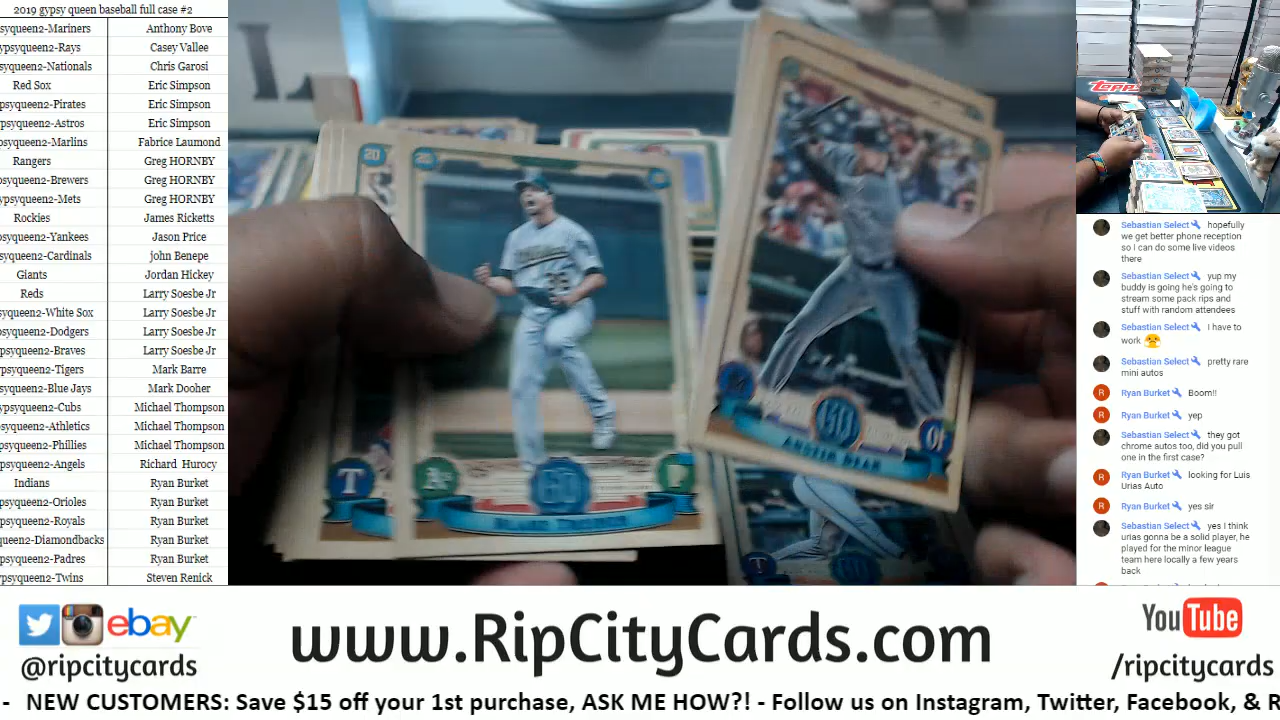 2019 gypsy queen baseball full case #2
syqueen2-Mariners Anthony Bove
ypsyqueen2-Rays Casey Vallee
psyqueen2-Nationals Chris Garosi
Red Sox Eric Simpson
psyqueen2-Pirates Eric Simpson
psyqueen2-Astros Eric Simpson
psyqueen2-Marlins Fabrice Laumond
Rangers Greg HORNBY
psyqueen2-Brewers Greg HORNBY
ypsyqueen2-Mets Greg HORNBY
Rockies James Ricketts
psyqueen2-Yankees Jason Price
psyqueen2-Cardinals john Benepe
Giants Jordan Hickey
Reds Larry Soesbe Jr
syqueen2-White Sox Larry Soesbe Jr
psyqueen2-Dodgers Larry Soesbe Jr
psyqueen2-Braves Larry Soesbe Jr
psyqueen2-Tigers Mark Barre
syqueen2-Blue Jays Mark Dooher
ypsyqueen2-Cubs Michael Thompson
psyqueen2-Athletics Michael Thompson
psyqueen2-Phillies Michael Thompson
psyqueen2-Angels Richard Hurocy
Indians Ryan Burket
psyqueen2-Orioles Ryan Burket
psyqueen2-Royals Ryan Burket
queen2-Diamondbacks Ryan Burket
psyqueen2-Padres Ryan Burket
ypsyqueen2-Twins Steven Renick
20
T
GQ
AUSTIN DEAN
OF
T
Topps
Sebastian Select hopefully
we get better phone reception
so I can do some live videos
there
Sebastian Select yup my
buddy is going he's going to
stream some pack rips and
stuff with random attendees
Sebastian Select I have to
work 😤
Sebastian Select pretty rare
mini autos
R Ryan Burket Boom!!
R Ryan Burket yep
Sebastian Select they got
chrome autos too, did you pull
one in the first case?
R Ryan Burket looking for Luis
Urias Auto
R Ryan Burket yes sir
Sebastian Select yes I think
urias gonna be a solid player, he
played for the minor league
team here locally a few years
back
ebay
@ripcitycards
www.RipCityCards.com
YouTube
/ripcitycards
- NEW CUSTOMERS: Save $15 off your 1st purchase, ASK ME HOW?! - Follow us on Instagram, Twitter, Facebook, & R